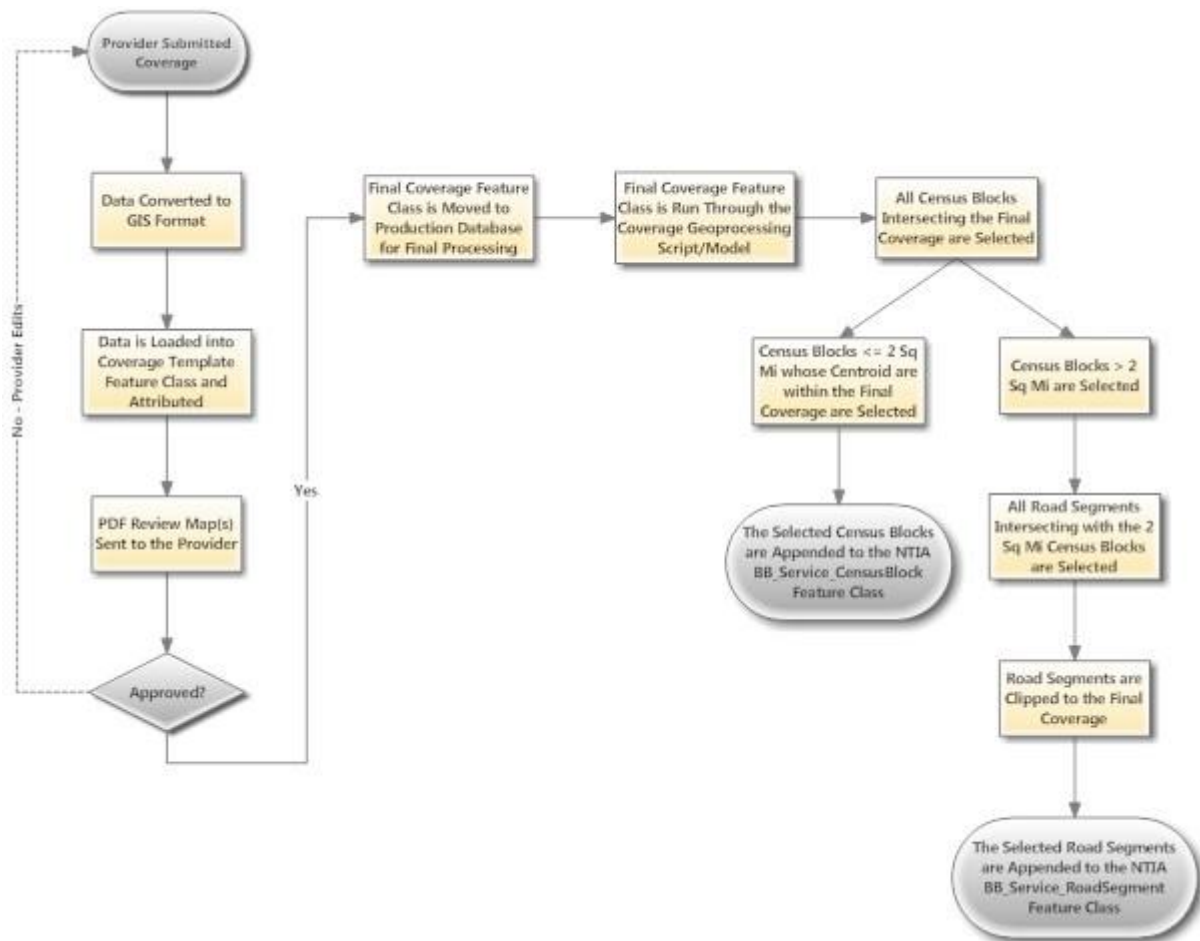 Provider Submitted
Coverage
Data Converted to
GIS Format
Data is Loaded into
Coverage Template
Feature Class and
Attributed
PDF Review Map(s)
Sent to the Provider
Approved?
No - Provider Edits
Yes
Final Coverage Feature
Class is Moved to
Production Database
for Final Processing
Final Coverage Feature
Class is Run Through the
Coverage Geoprocessing
Script/Model
All Census Blocks
Intersecting the Final
Coverage are Selected
Census Blocks <= 2 Sq
Mi whose Centroid are
within the Final
Coverage are Selected
The Selected Census Blocks
are Appended to the NTIA
BB_Service_CensusBlock
Feature Class
Census Blocks > 2
Sq Mi are Selected
All Road Segments
Intersecting with the 2
Sq Mi Census Blocks
are Selected
Road Segments are
Clipped to the Final
Coverage
The Selected Road Segments
are Appended to the NTIA
BB_Service_RoadSegment
Feature Class